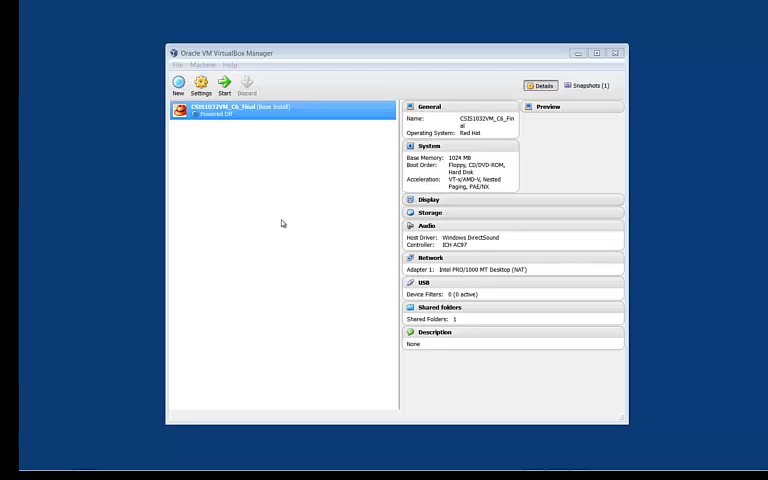 Oracle VM VirtualBox Manager
File Machine Help
New Settings Start Discard
Details Snapshots (1)
CSIS1032VM_C6_Final (Base Install)
Powered Off
General
Name: CSIS1032VM_C6_Fin
al
Operating System: Red Hat
Preview
System
Base Memory: 1024 MB
Boot Order: Floppy, CD/DVD-ROM,
Hard Disk
Acceleration: VT-x/AMD-V, Nested
Paging, PAE/NX
Display
Storage
Audio
Host Driver: Windows DirectSound
Controller: ICH AC97
Network
Adapter 1: Intel PRO/1000 MT Desktop (NAT)
USB
Device Filters: 0 (0 active)
Shared folders
Shared Folders: 1
Description
None